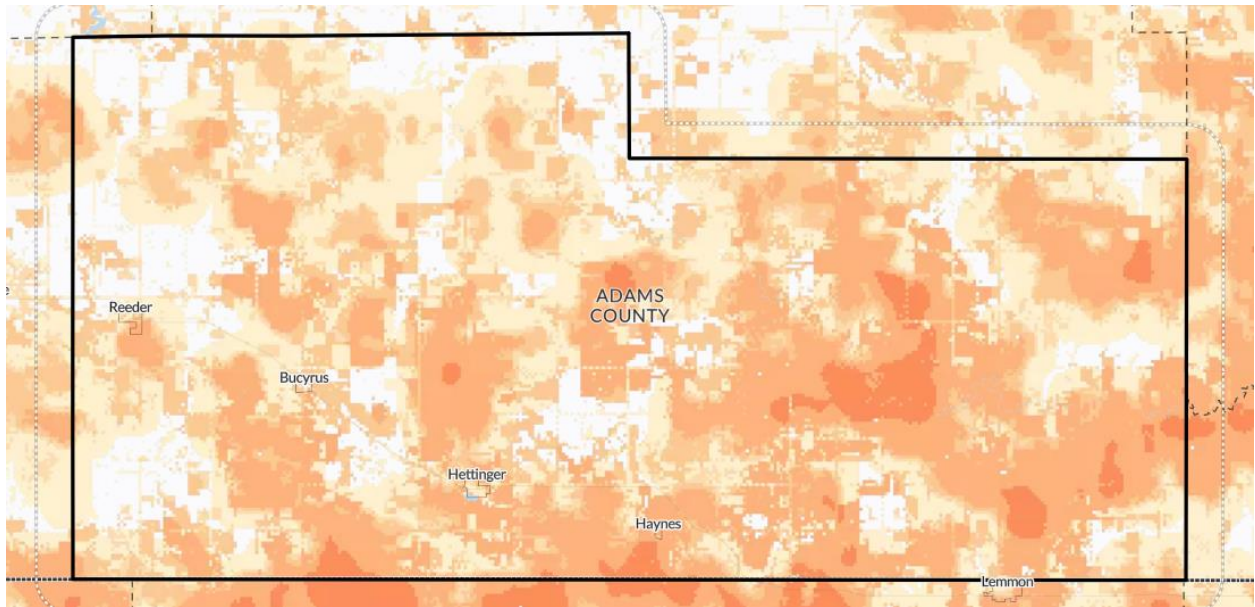 e
ADAMS
COUNTY
Reeder
Bucyrus
Hettinger
Haynes
Lemmon